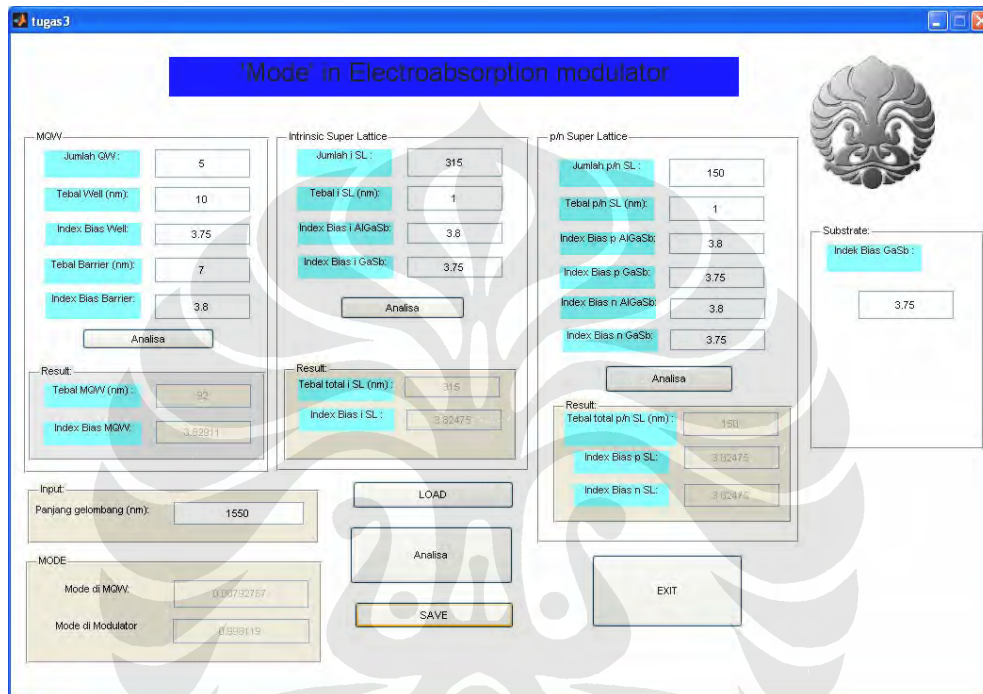 tugas3
'Mode' in Electroabsorption modulator
MQW
Jumlah QW :
5
Tebal Well (nm):
10
Index Bias Well:
3.75
Tebal Barrier (nm):
7
Index Bias Barrier:
3.8
Analisa
Result:
Tebal MQW (nm) :
92
Index Bias MQW:
3.82911
Intrinsic Super Lattice
Jumlah i SL :
315
Tebal i SL (nm):
1
Index Bias i AlGaSb:
3.8
Index Bias i GaSb:
3.75
Analisa
Result:
Tebal total i SL (nm) :
315
Index Bias i SL :
3.82475
p/n Super Lattice
Jumlah p/n SL :
150
Tebal p/n SL (nm):
1
Index Bias p AlGaSb:
3.8
Index Bias p GaSb:
3.75
Index Bias n AlGaSb:
3.8
Index Bias n GaSb:
3.75
Analisa
Result:
Tebal total p/n SL (nm) :
150
Index Bias p SL:
3.82475
Index Bias n SL:
3.82475
Substrate:
Indek Bias GaSb :
3.75
Input:
Panjang gelombang (nm):
1550
MODE
Mode di MQW:
0.00792767
Mode di Modulator
0.998119
LOAD
Analisa
SAVE
EXIT